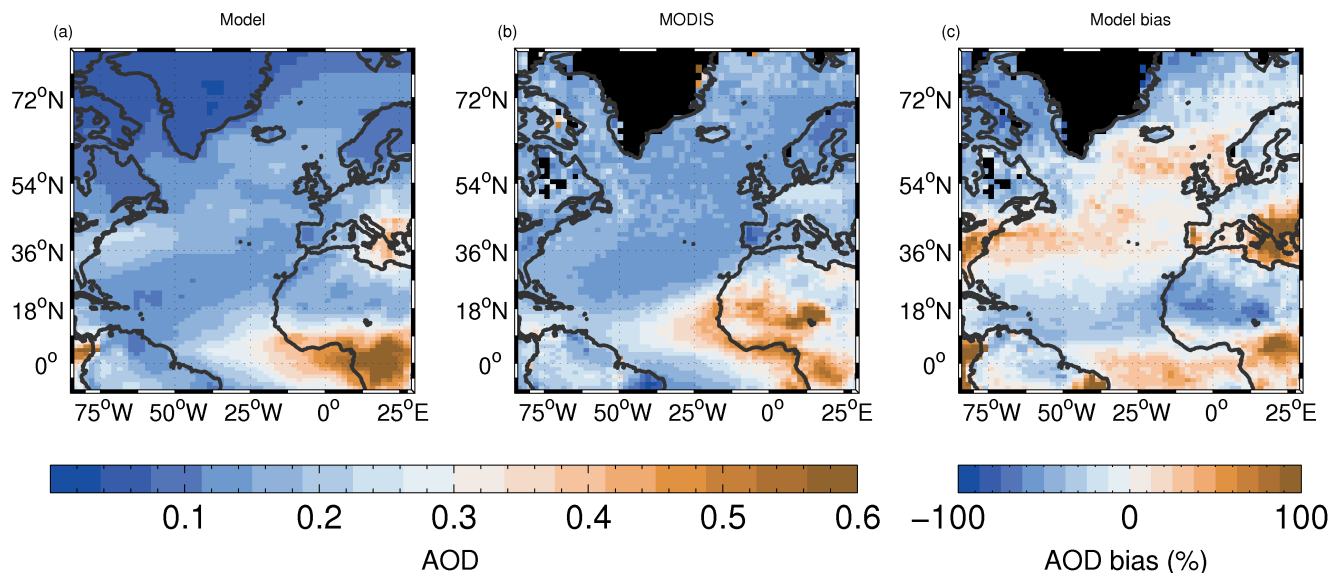 Model
MODIS
Model bias
(a)
(b)
(c)
72°N
54°N
36°N
18°N
0°
75°W 50°W 25°W 0° 25°E
72°N
54°N
36°N
18°N
0°
75°W 50°W 25°W 0° 25°E
72°N
54°N
36°N
18°N
0°
75°W 50°W 25°W 0° 25°E
0.1 0.2 0.3 0.4 0.5 0.6
AOD
−100 0 100
AOD bias (%)